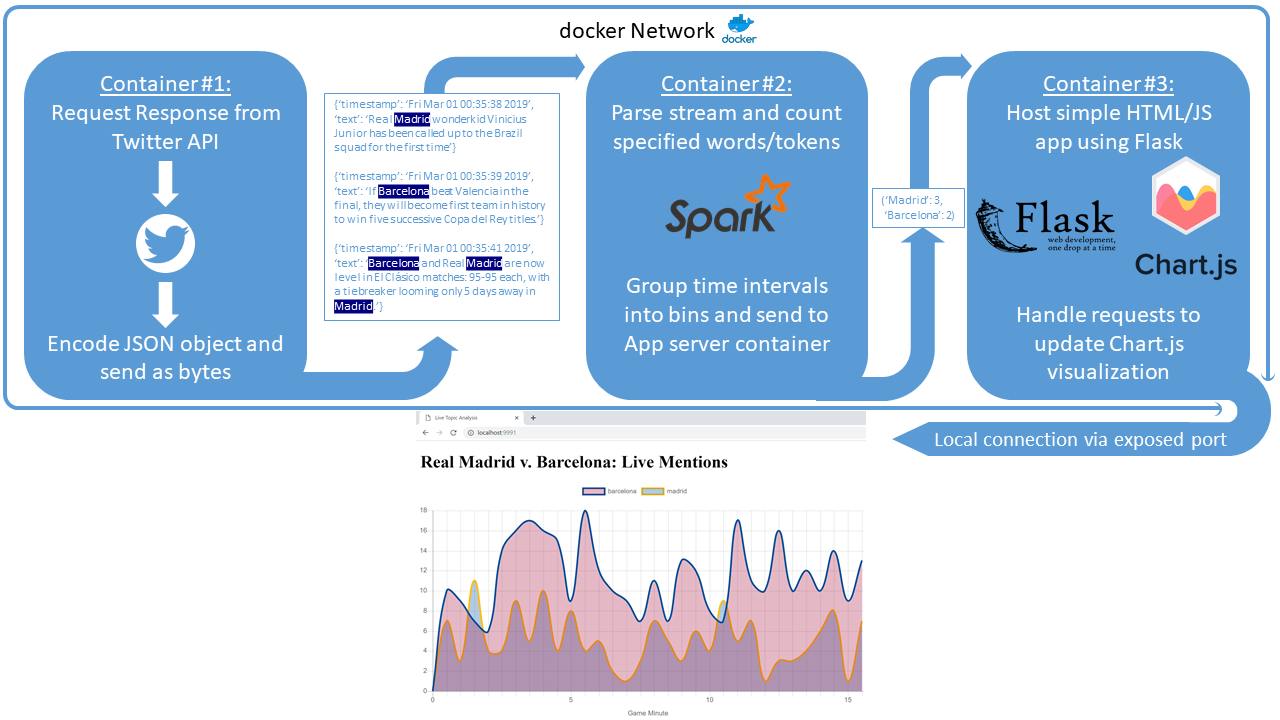 docker Network
docker
Container #1:
Request Response from
Twitter API
Encode JSON object and
send as bytes
{‘timestamp’: ‘Fri Mar 01 00:35:38 2019’,
‘text’: ‘Real Madrid wonderkid Vinicius
Junior has been called up to the Brazil
squad for the first time’}
{‘timestamp’: ‘Fri Mar 01 00:35:39 2019’,
‘text’: ‘If Barcelona beat Valencia in the
final, they will become first team in history
to win five successive Copa del Rey titles.’}
{‘timestamp’: ‘Fri Mar 01 00:35:41 2019’,
‘text’: ‘Barcelona and Real Madrid are now
level in El Clásico matches: 95-95 each, with
a tiebreaker looming only 5 days away in
Madrid.’}
Container #2:
Parse stream and count
specified words/tokens
Spark
Group time intervals
into bins and send to
App server container
(‘Madrid’: 3,
‘Barcelona’: 2)
Container #3:
Host simple HTML/JS
app using Flask
Flask
web development,
one drop at a time
Chart.js
Handle requests to
update Chart.js
visualization
Local connection via exposed port
Live Topic Analysis
localhost:9991
Real Madrid v. Barcelona: Live Mentions
barcelona madrid
18
16
14
12
10
8
6
4
2
0
0 5 10 15
Game Minute